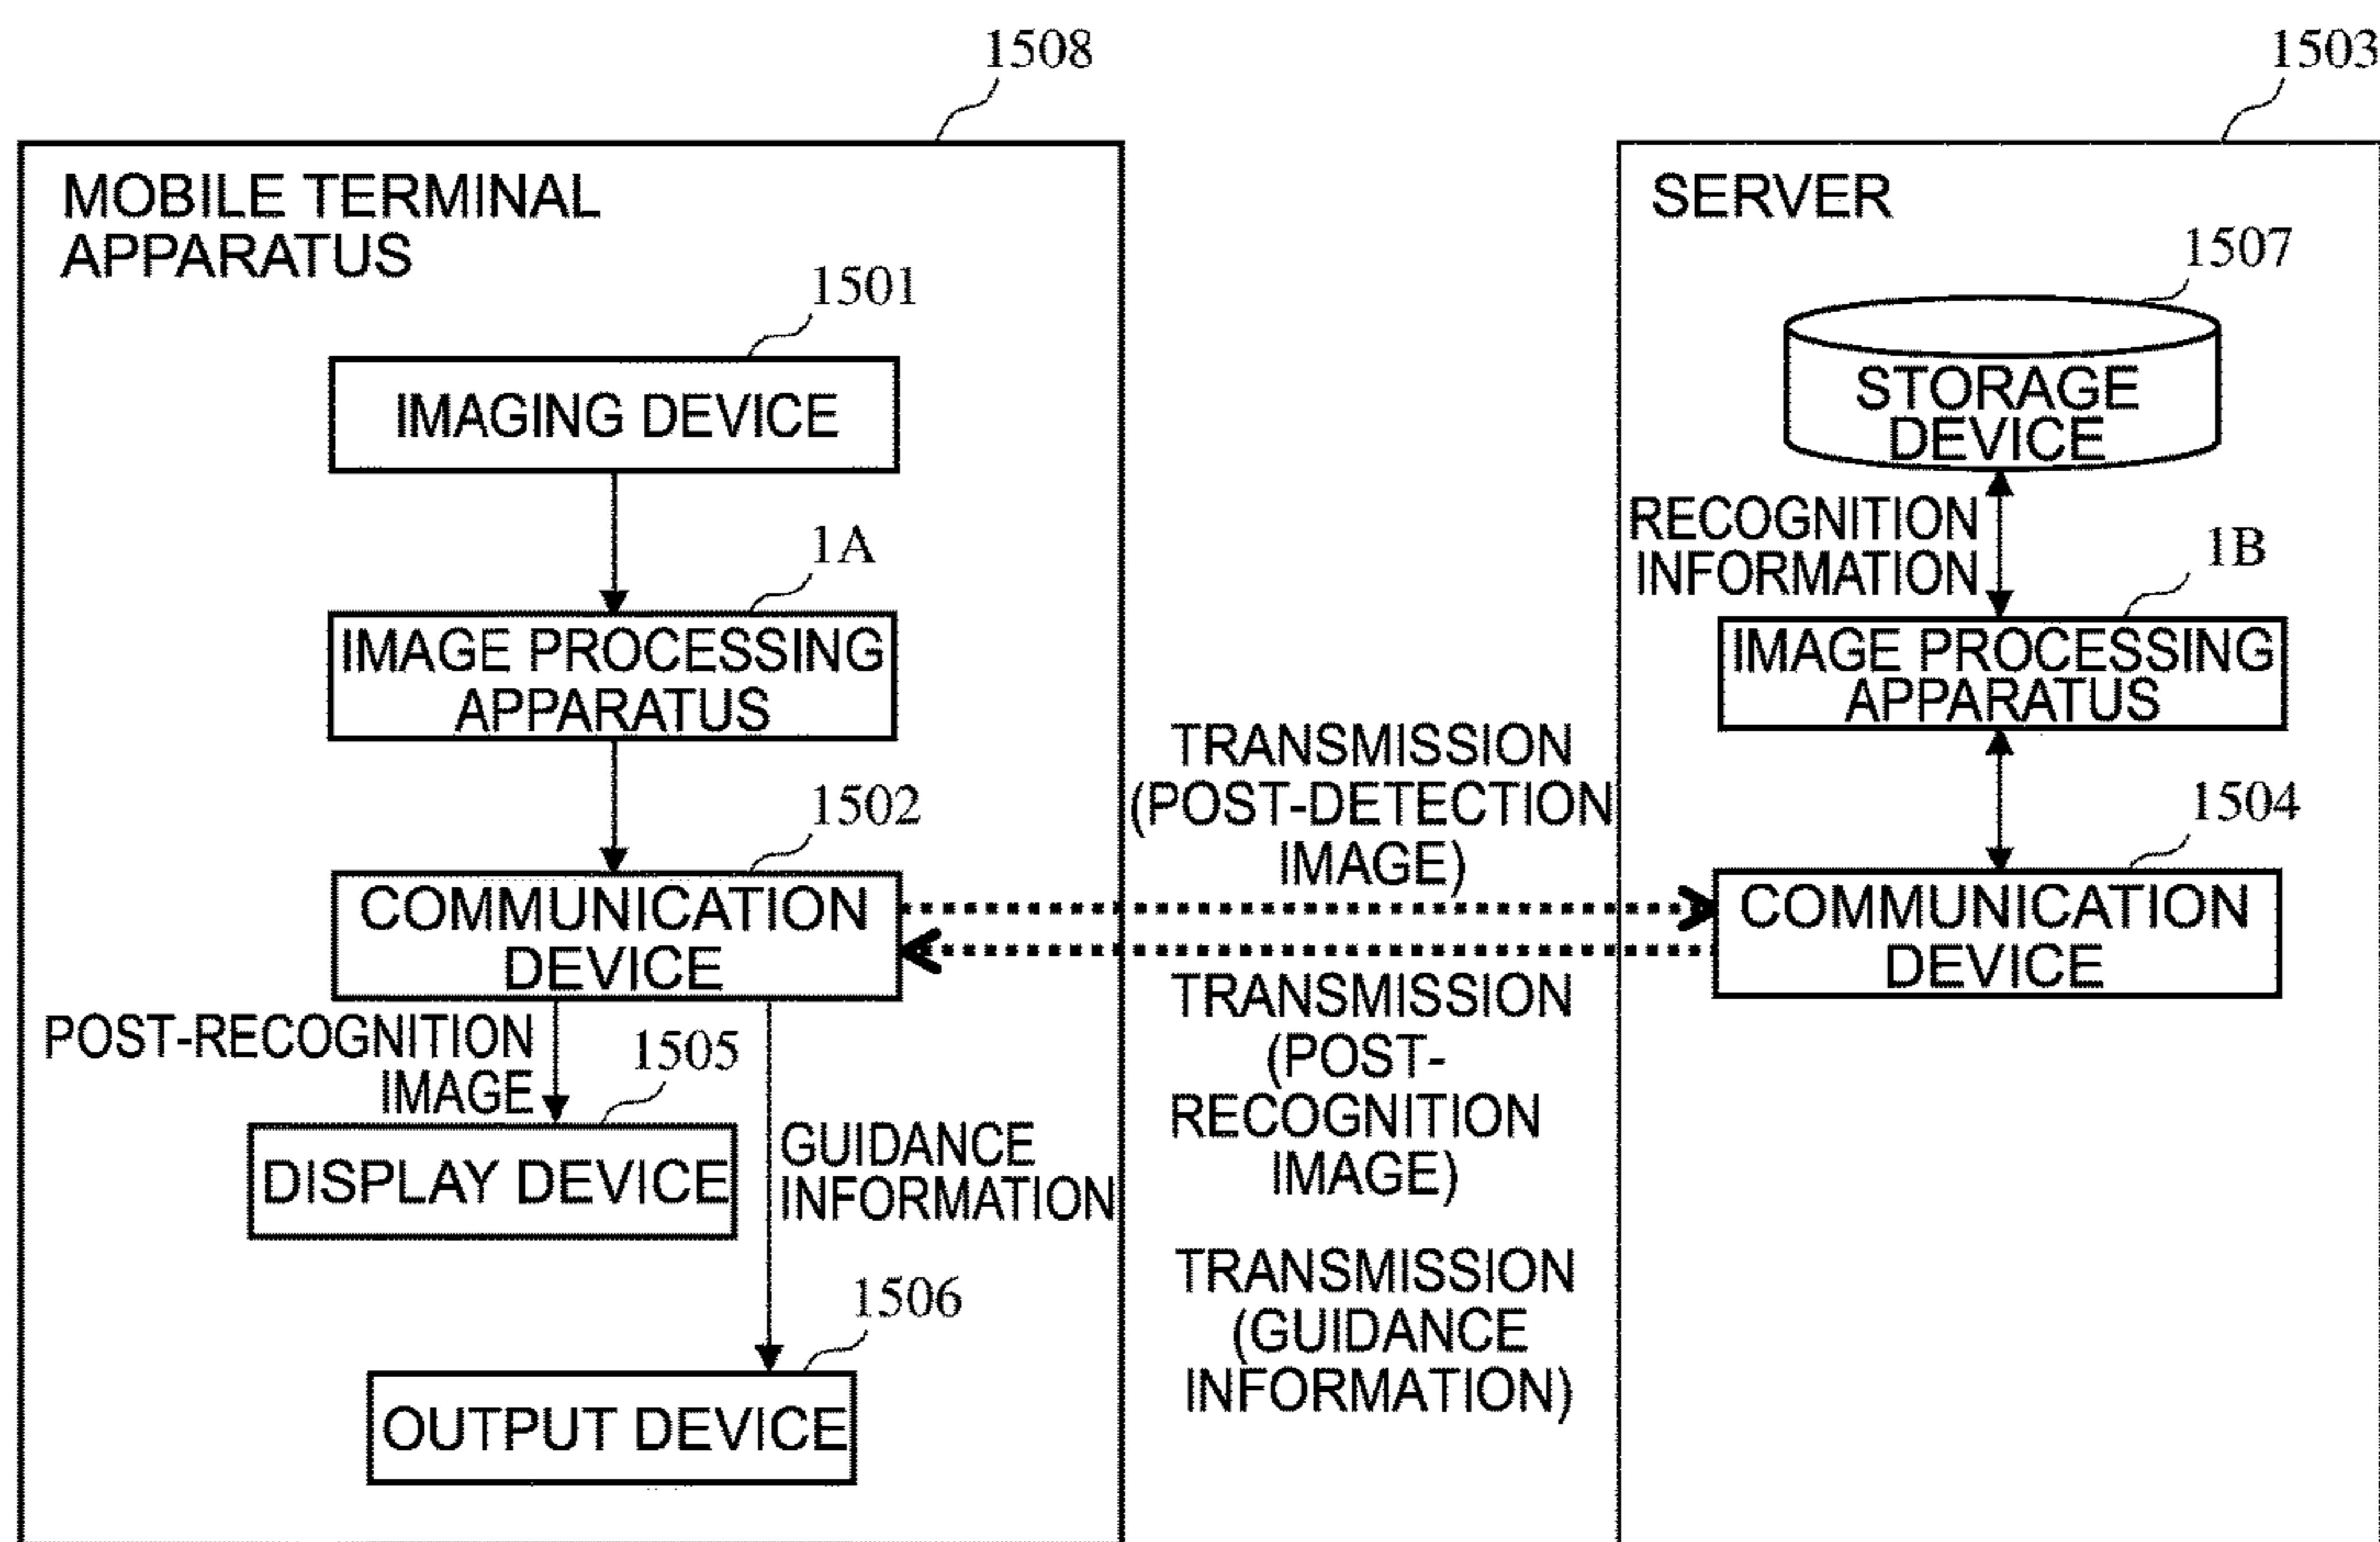 1508
1503
MOBILE TERMINAL
APPARATUS
1501
IMAGING DEVICE
1A
IMAGE PROCESSING
APPARATUS
1502
COMMUNICATION
DEVICE
POST-RECOGNITION
IMAGE
1505
DISPLAY DEVICE
GUIDANCE
INFORMATION
1506
OUTPUT DEVICE
TRANSMISSION
(POST-DETECTION
IMAGE)
TRANSMISSION
(POST-
RECOGNITION
IMAGE)
TRANSMISSION
(GUIDANCE
INFORMATION)
SERVER
1507
STORAGE
DEVICE
RECOGNITION
INFORMATION
1B
IMAGE PROCESSING
APPARATUS
1504
COMMUNICATION
DEVICE